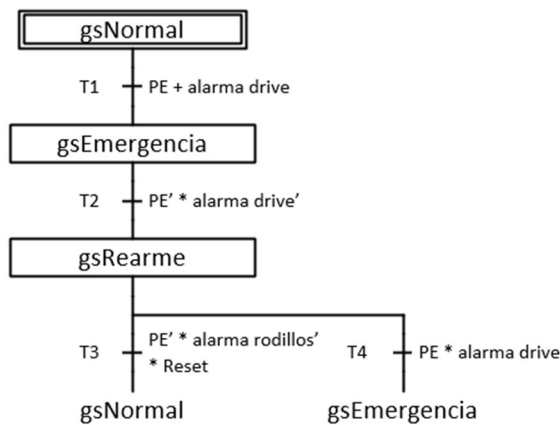 gsNormal
T1 PE + alarma drive
gsEmergencia
T2 PE’ * alarma drive’
gsRearme
T3 PE’ * alarma rodillos’
* Reset
T4 PE * alarma drive
gsNormal
gsEmergencia